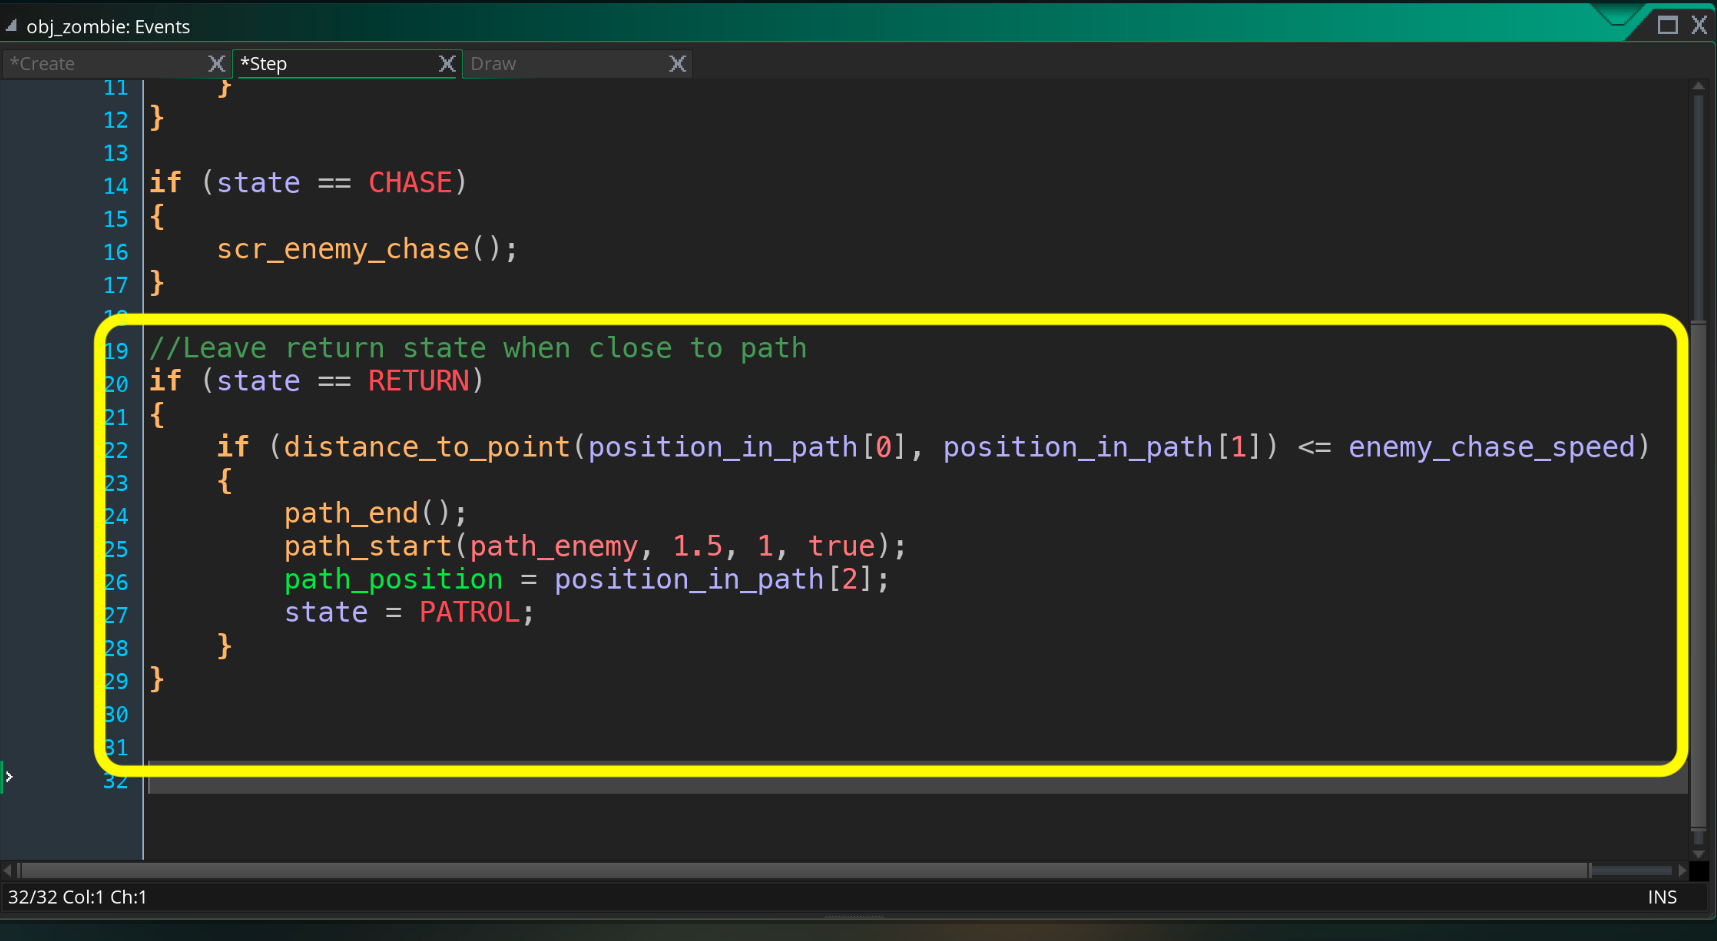 obj_zombie: Events
*Create X *Step X Draw X
11 }
12 }
13
14 if (state == CHASE)
15 {
16 scr_enemy_chase();
17 }
18
19 //Leave return state when close to path
20 if (state == RETURN)
21 {
22 if (distance_to_point(position_in_path[0], position_in_path[1]) <= enemy_chase_speed)
23 {
24 path_end();
25 path_start(path_enemy, 1.5, 1, true);
26 path_position = position_in_path[2];
27 state = PATROL;
28 }
29 }
30
31
32
32/32 Col:1 Ch:1 INS